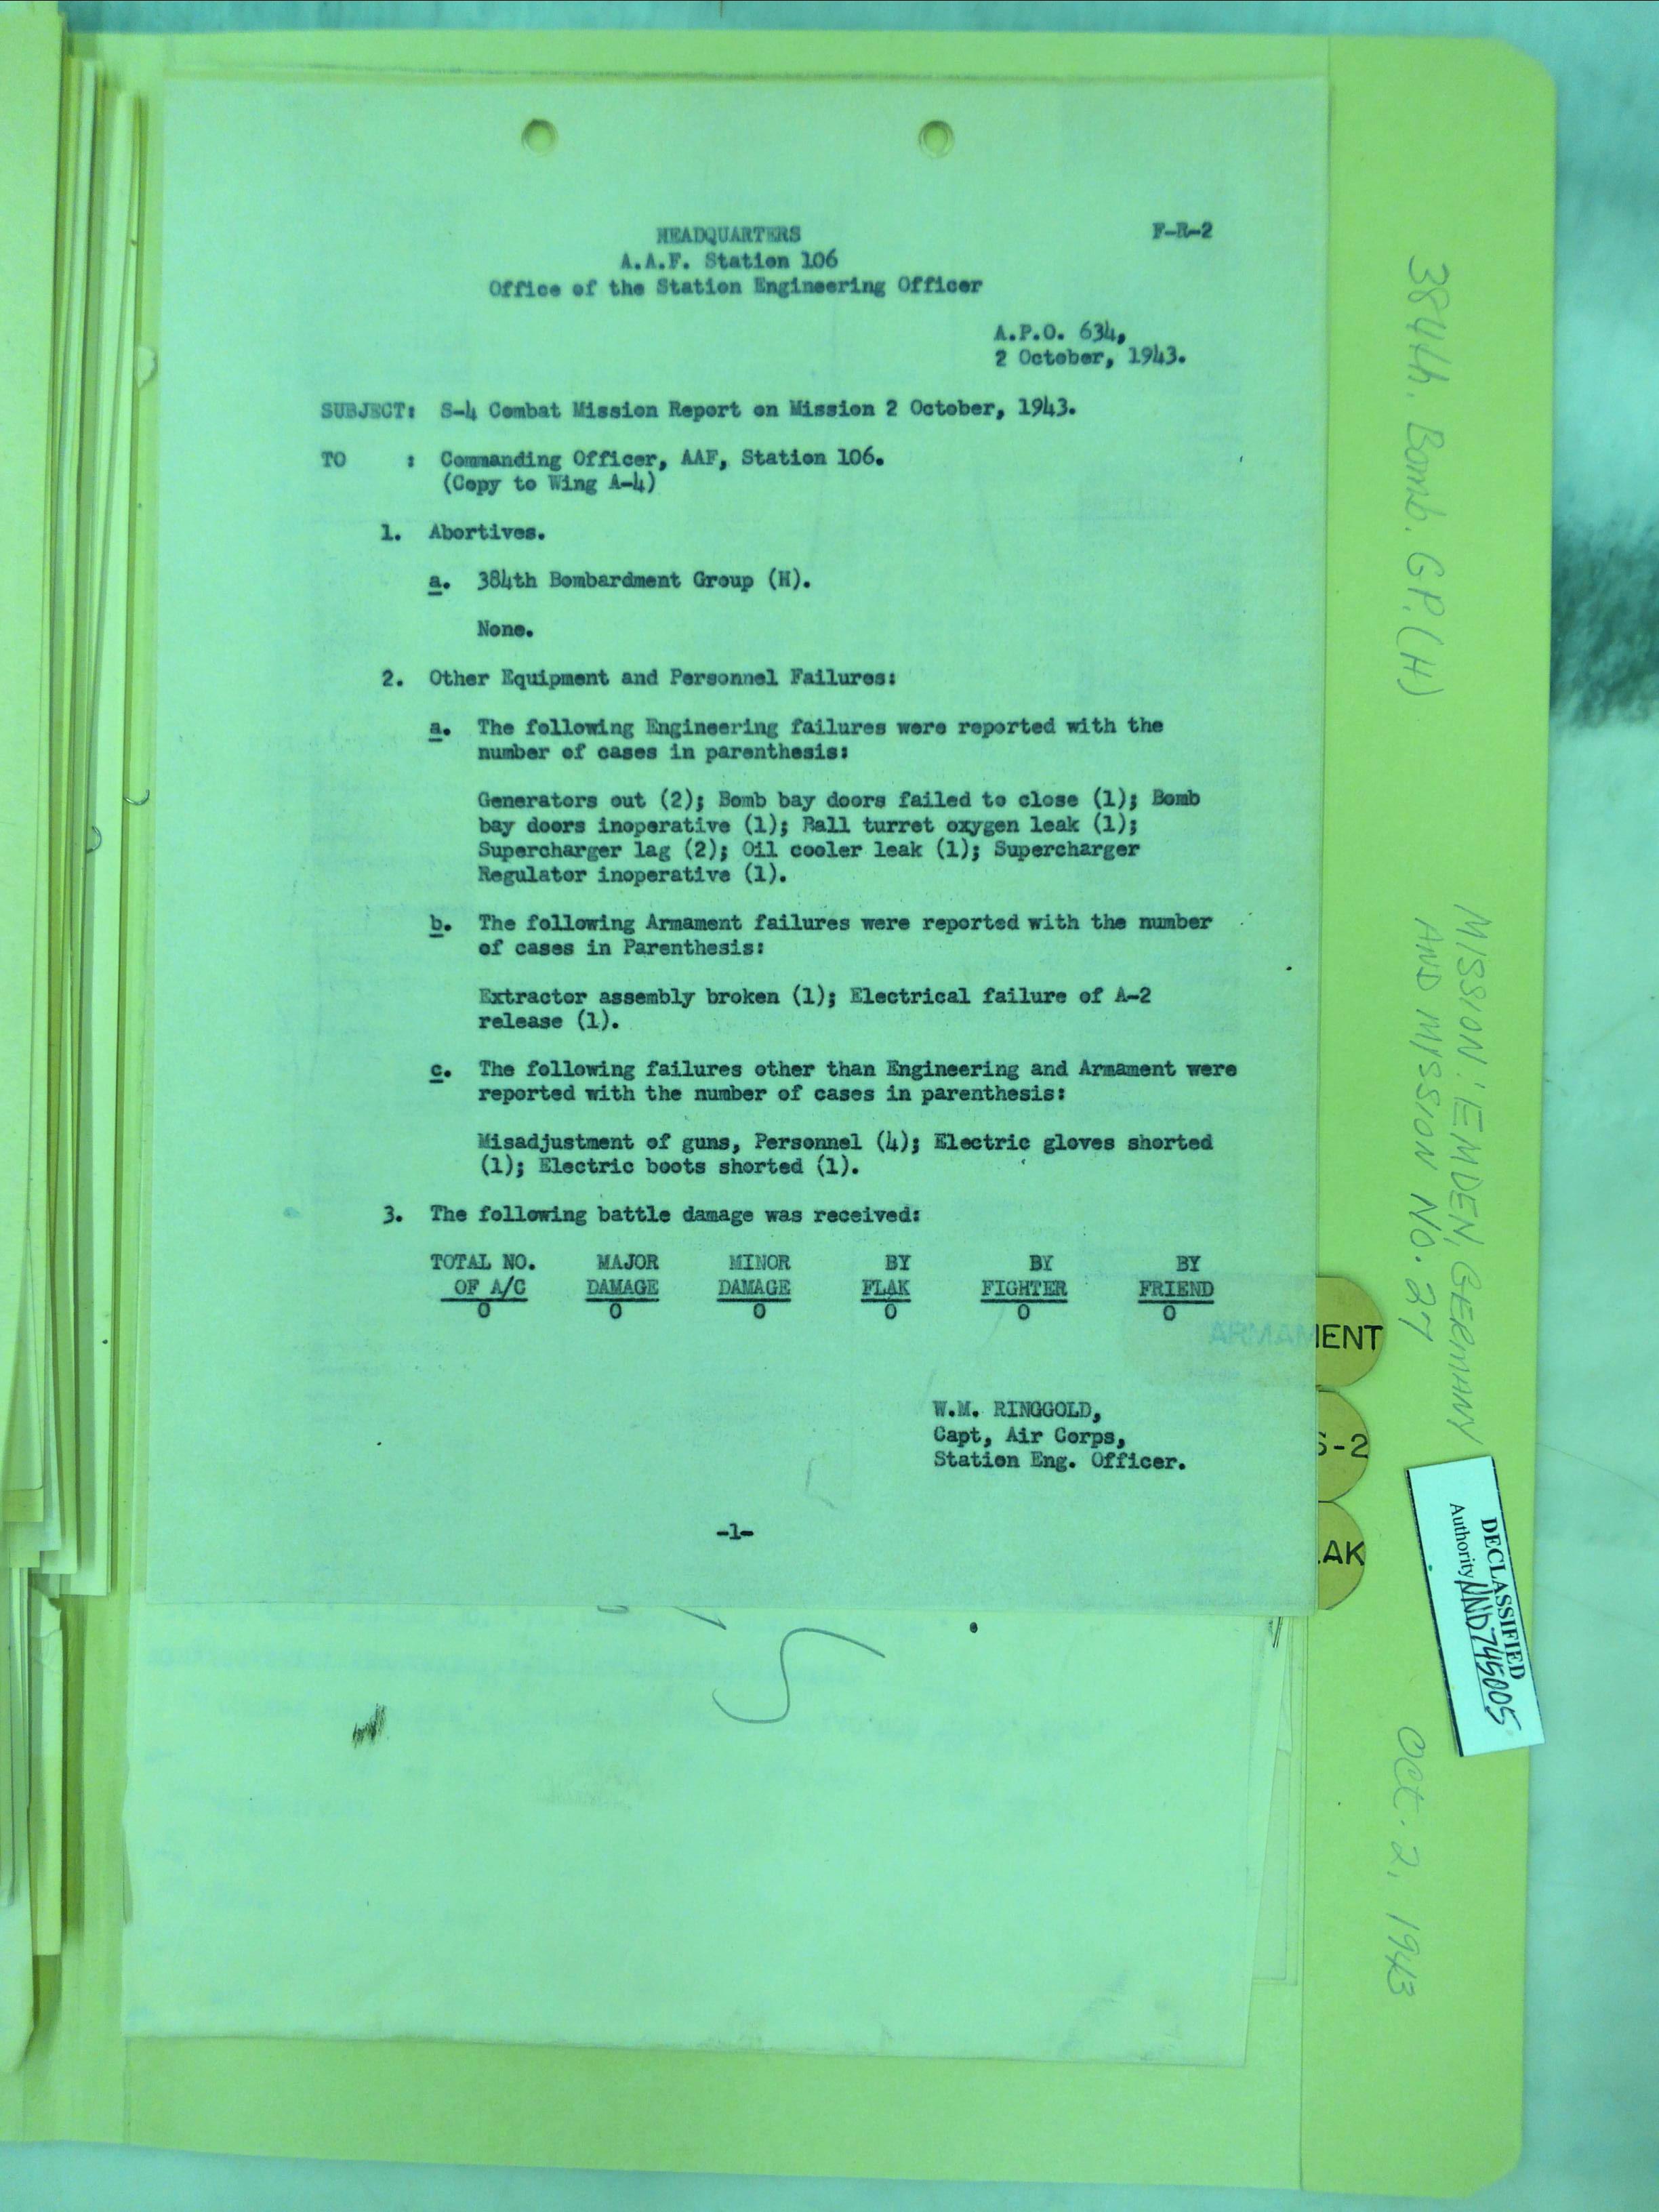 HEADQUARTERS
F-R-2
A.A.F. Station 106
Office of the Station Engineering Officer
A.P.O. 634,
2 October, 1943.
SUBJECT: S-4 Combat Mission Report on Mission 2 October, 1943.
TO : Commanding Officer, AAF, Station 106.
(Copy to Wing A-4)
1. Abortives.
a. 384th Bombardment Group (H).
None.
2. Other Equipment and Personnel Failures:
a. The following Engineering failures were reported with the
number of cases in parenthesis:
Generators out (2); Bomb bay doors failed to close (1); Bomb
bay doors inoperative (1); Ball turret oxygen leak (1);
Supercharger lag (2); Oil cooler leak (1); Supercharger
Regulator inoperative (1).
b. The following Armament failures were reported with the number
of cases in Parenthesis:
Extractor assembly broken (1); Electrical failure of A-2
release (1).
c. The following failures other than Engineering and Armament were
reported with the number of cases in parenthesis:
Misadjustment of guns, Personnel (4); Electric gloves shorted
(1); Electric boots shorted (1).
3. The following battle damage was received:
TOTAL NO. MAJOR MINOR BY BY BY
OF A/C DAMAGE DAMAGE FLAK FIGHTER FRIEND
0 0 0 0 0 0
W.M. RINGGOLD,
Capt, Air Corps,
Station Eng. Officer.
-1-
MENT
S-2
AK
384th. Bomb. GP. (H)
MISSION: EMDEN, GERMANY
AND MISSION NO. 27
Oct. 2, 1943
DECLASSIFIED
Authority NND745005